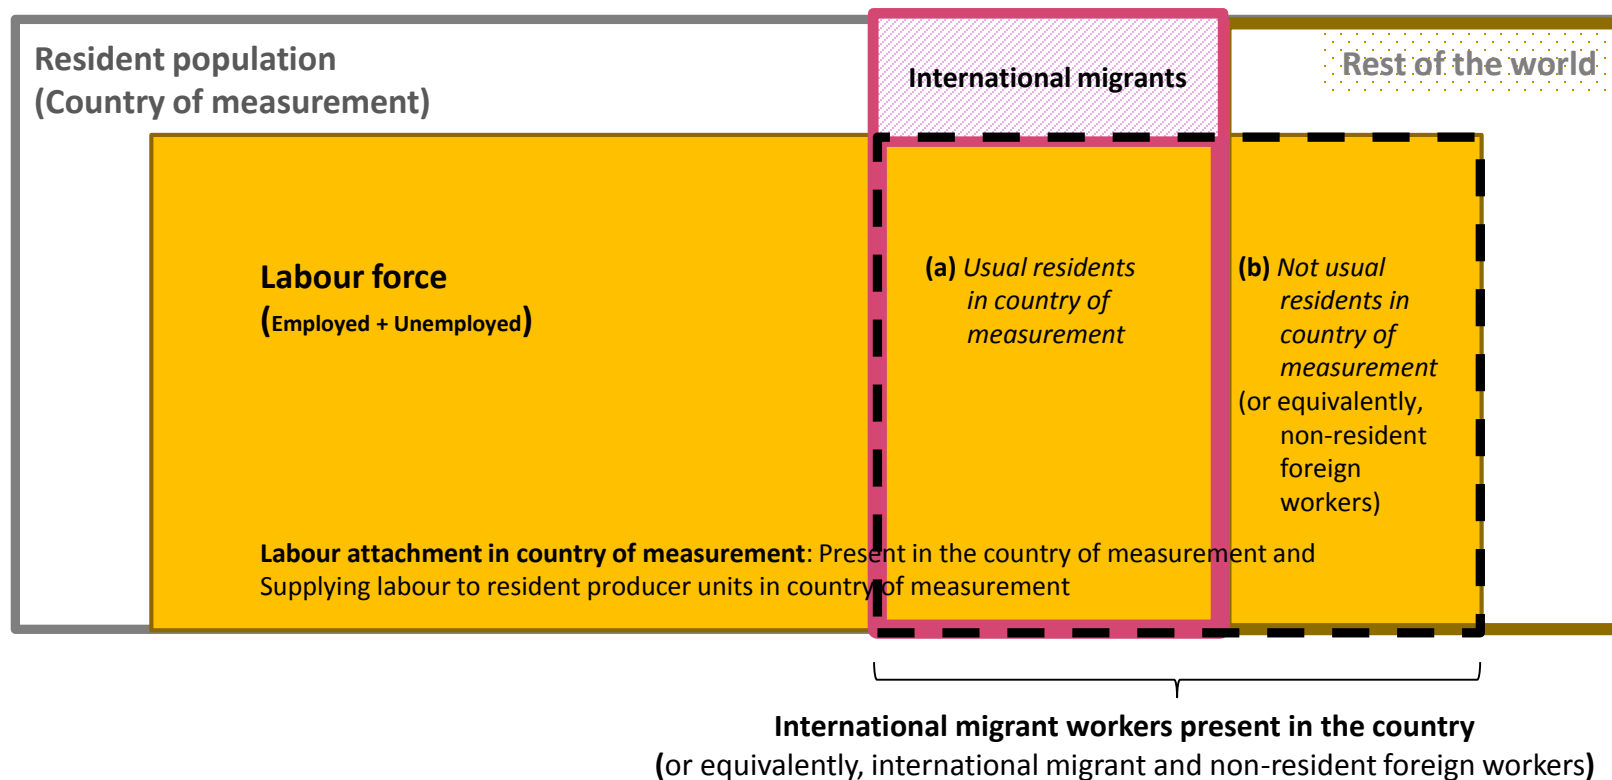 Resident population
(Country of measurement)
International migrants
Rest of the world
Labour force
(Employed + Unemployed)
(a) Usual residents
in country of
measurement
(b) Not usual
residents in
country of
measurement
(or equivalently,
non-resident
foreign
workers)
Labour attachment in country of measurement: Present in the country of measurement and
Supplying labour to resident producer units in country of measurement
International migrant workers present in the country
(or equivalently, international migrant and non-resident foreign workers)